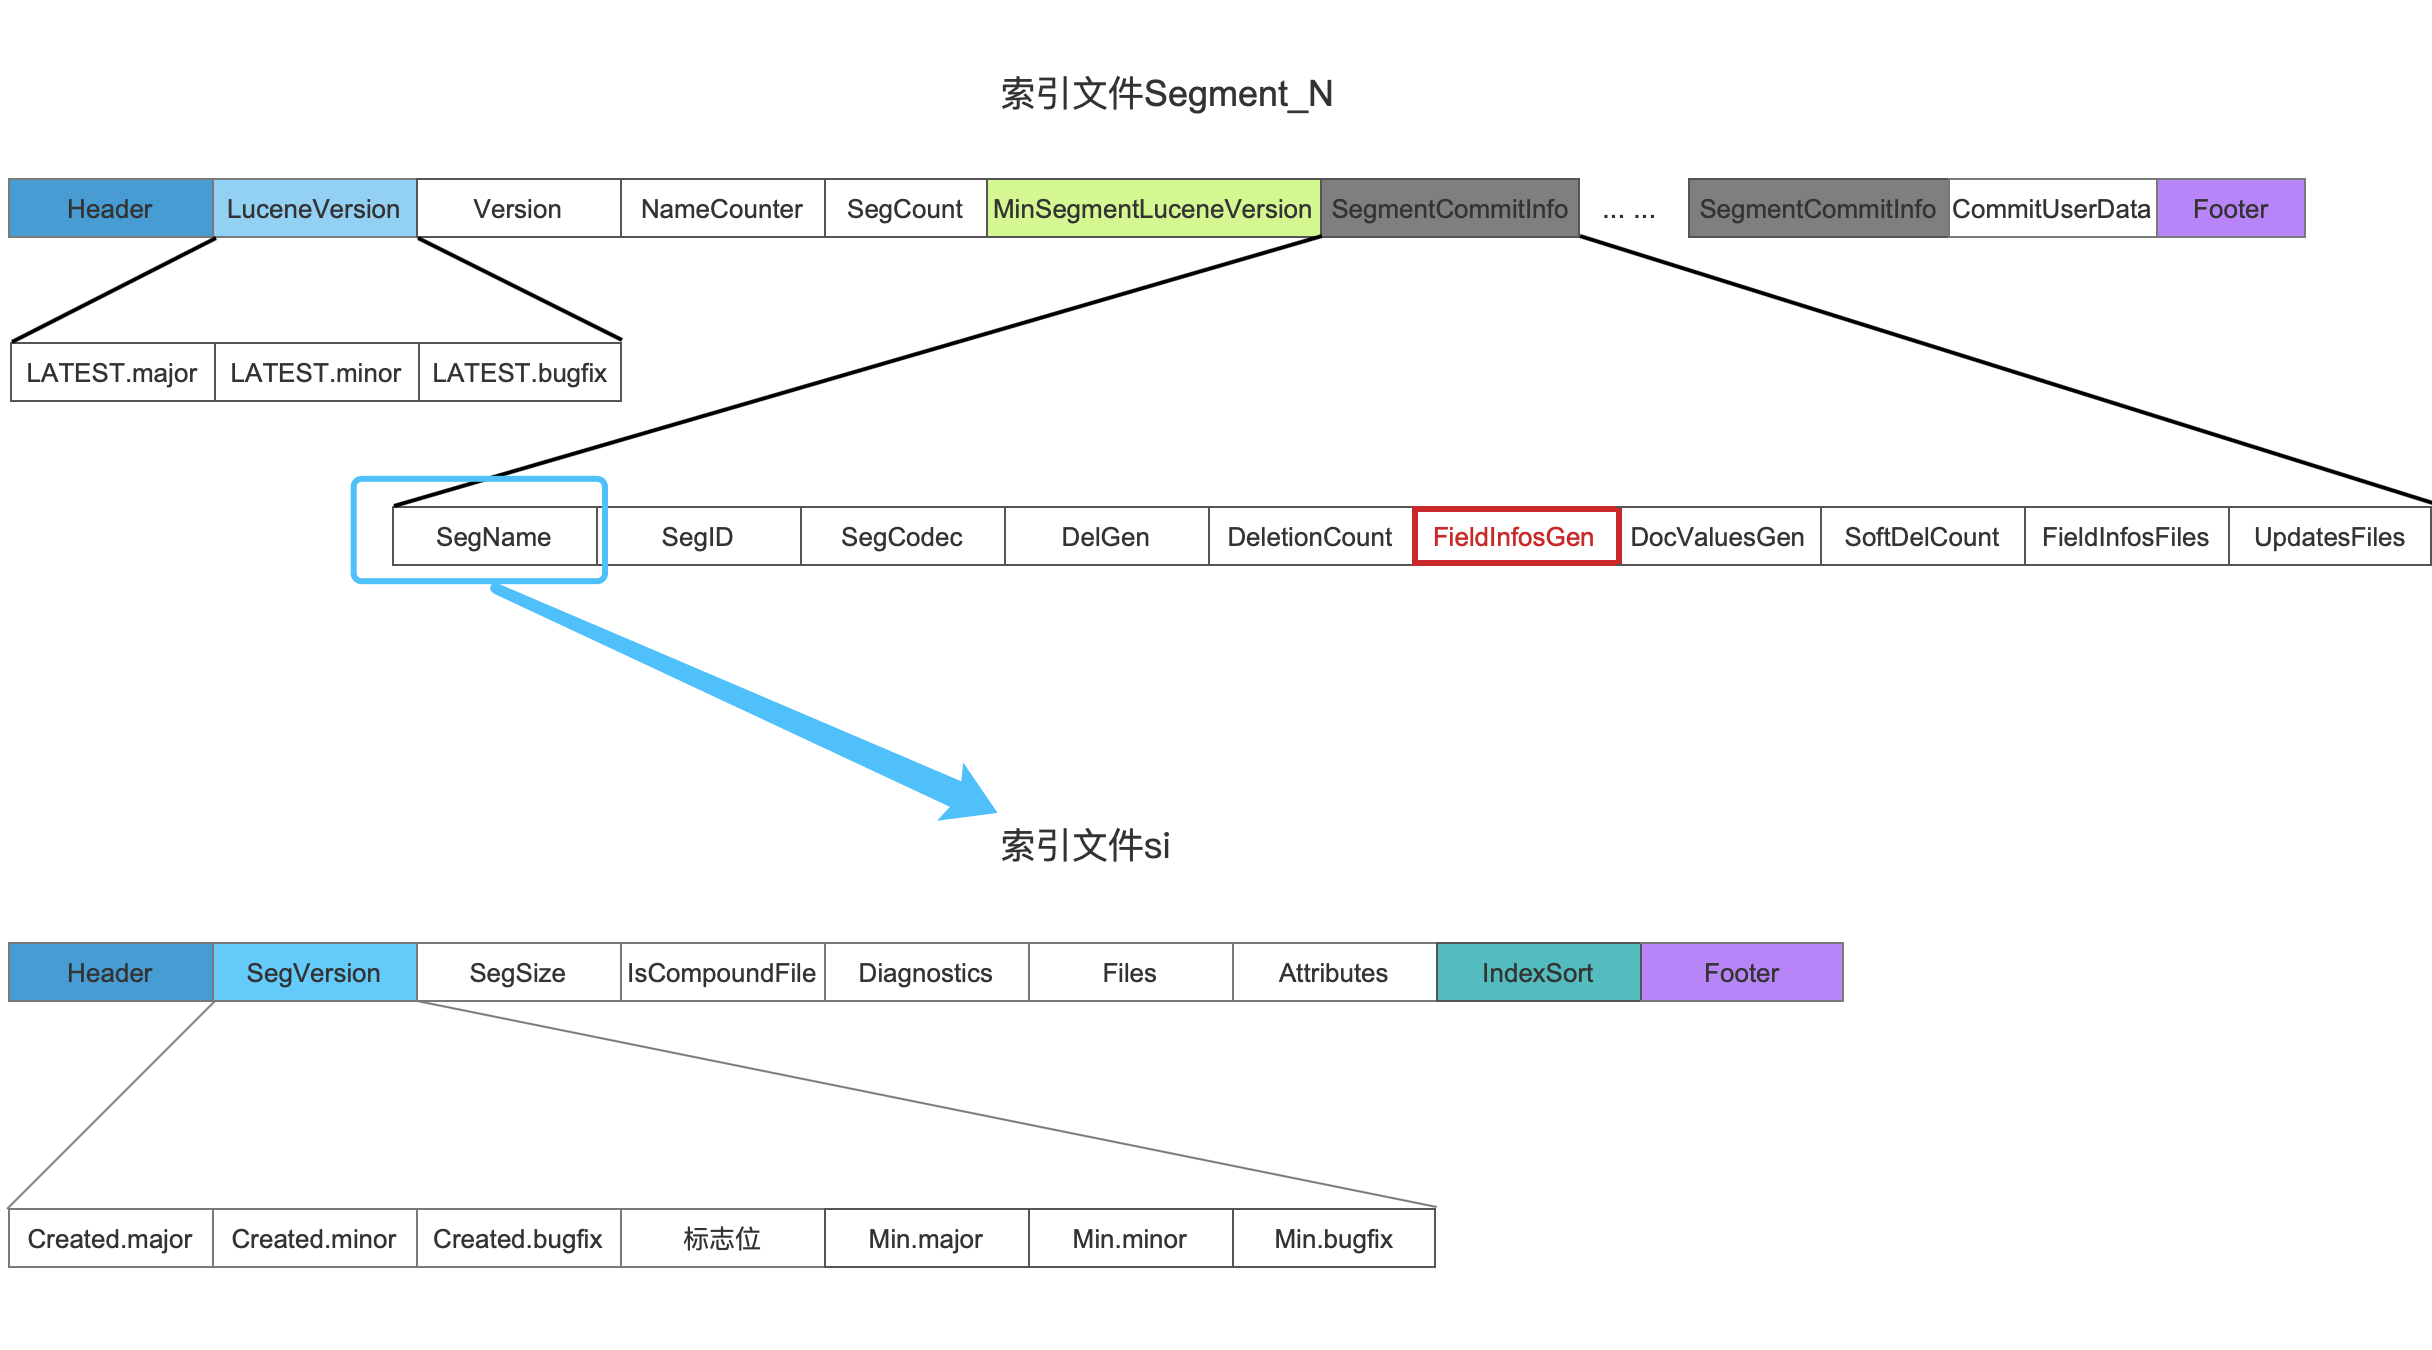 索引文件Segment_N
Header LuceneVersion Version NameCounter SegCount MinSegmentLuceneVersion SegmentCommitInfo ... ... SegmentCommitInfo CommitUserData Footer
LATEST.major LATEST.minor LATEST.bugfix
SegName SegID SegCodec DelGen DeletionCount FieldInfosGen DocValuesGen SoftDelCount FieldInfosFiles UpdatesFiles
索引文件si
Header SegVersion SegSize IsCompoundFile Diagnostics Files Attributes IndexSort Footer
Created.major Created.minor Created.bugfix 标志位 Min.major Min.minor Min.bugfix